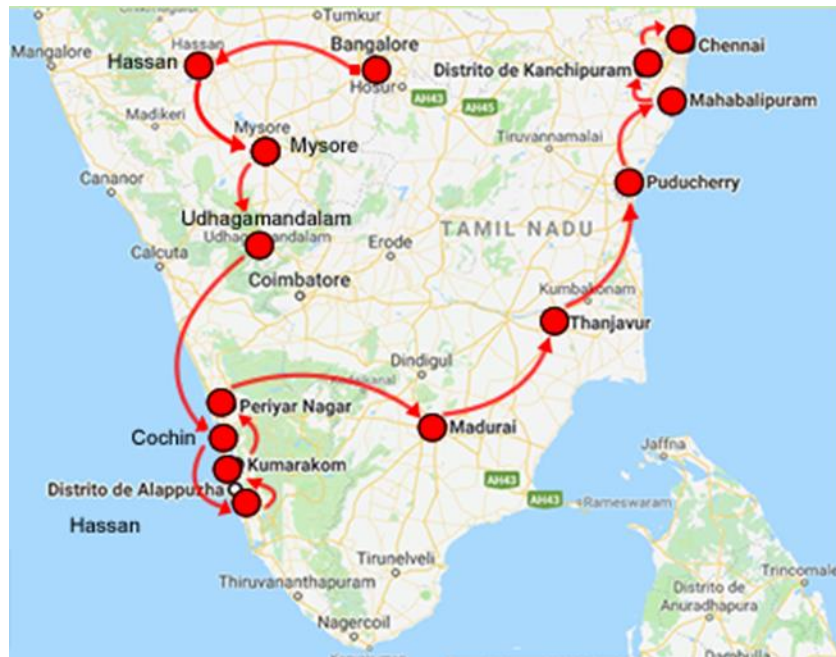 Tumkur
Mangalore
Hassan
Hassan
Bangalore
Hosur
Chennai
Distrito de Kanchipuram
AH43
AH45
Mahabalipuram
Madikeri
Mysore
Mysore
Tiruvannamalai
Cananor
Puducherry
Udhagamandalam
TAMIL NADU
Erode
Calcuta
Coimbatore
Kumbakonam
Thanjavur
Dindigul
Periyar Nagar
Madurai
Cochin
Kumarakom
Jaffna
Distrito de Alappuzha
AH43
AH43
Rameswaram
Hassan
Tirunelveli
Trincomale
Thiruvananthapuram
Distrito de
Anuradhapura
Nagercoil